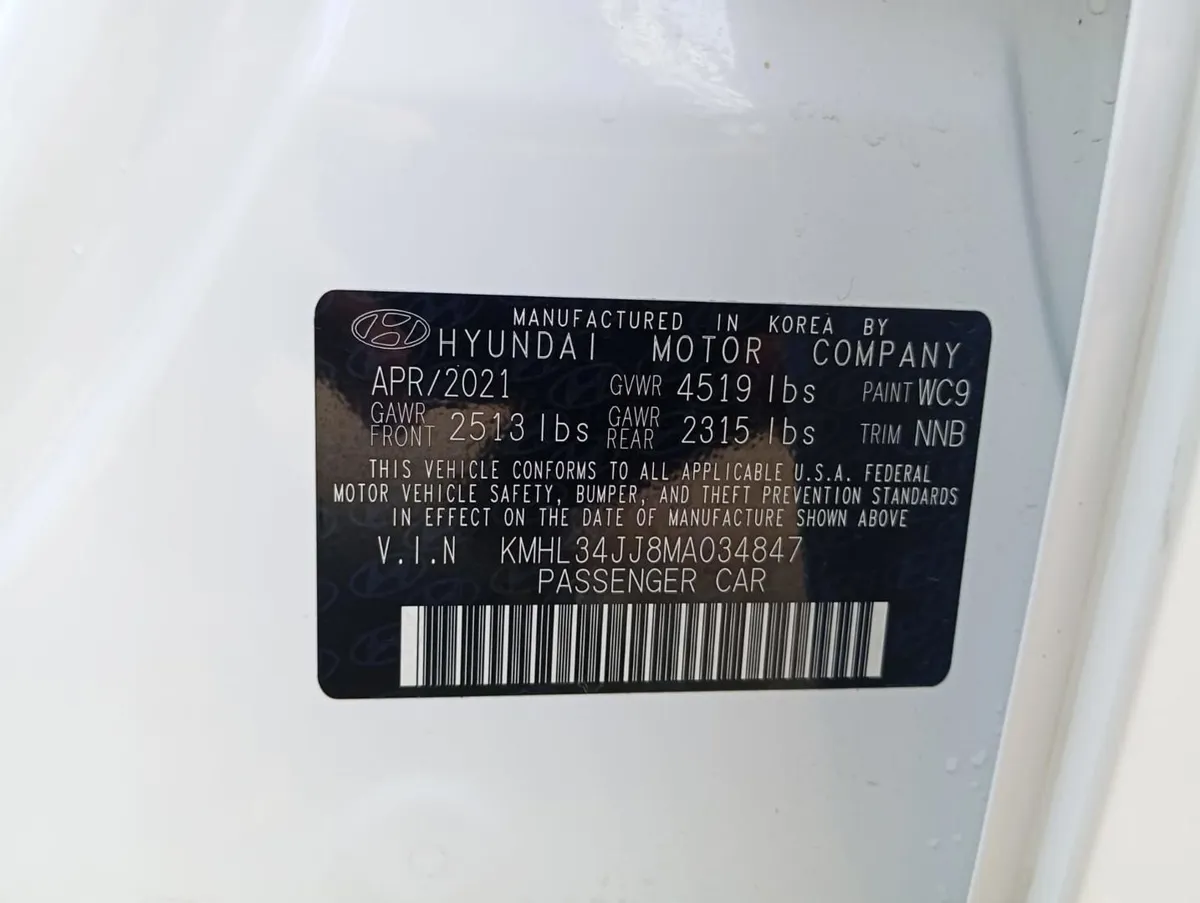 MANUFACTURED IN KOREA BY
HYUNDAI MOTOR COMPANY
APR/2021 GVWR 4519 lbs PAINT WC9
GAWR FRONT 2513 lbs GAWR REAR 2315 lbs TRIM NNB
THIS VEHICLE CONFORMS TO ALL APPLICABLE U.S.A. FEDERAL
MOTOR VEHICLE SAFETY, BUMPER, AND THEFT PREVENTION STANDARDS
IN EFFECT ON THE DATE OF MANUFACTURE SHOWN ABOVE
V.I.N KMHL34JJ8MA034847
PASSENGER CAR